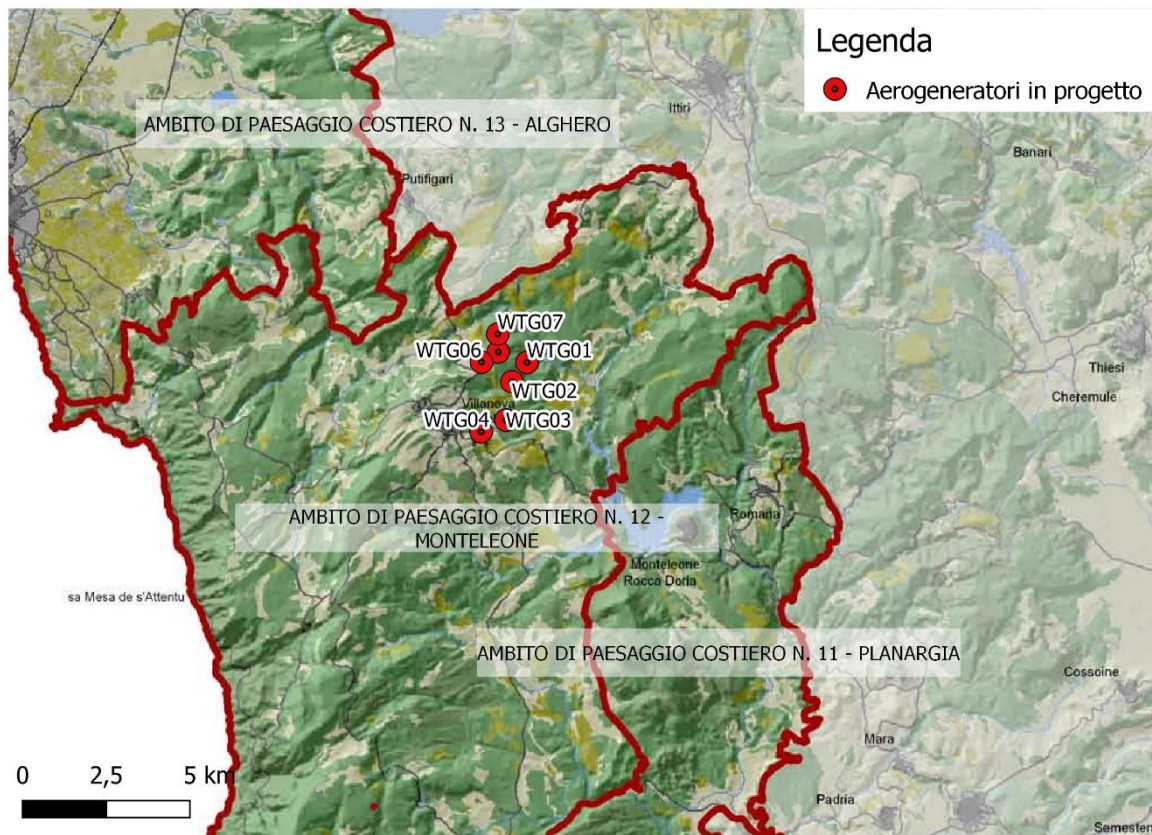 Legenda
Aerogeneratori in progetto
Ittiri
AMBITO DI PAESAGGIO COSTIERO N. 13 - ALGHERO
Banari
Putifigari
WTG07
WTG06
WTG01
Thiesi
WTG02
Cheremule
Villanova
WTG04
WTG03
AMBITO DI PAESAGGIO COSTIERO N. 12 -
MONTELEONE
Romana
Monteleone
Rocca Doria
sa Mesa de s'Attentu
AMBITO DI PAESAGGIO COSTIERO N. 11 - PLANARGIA
Cossoine
Mara
0 2,5 5 km
Padria
Semesten